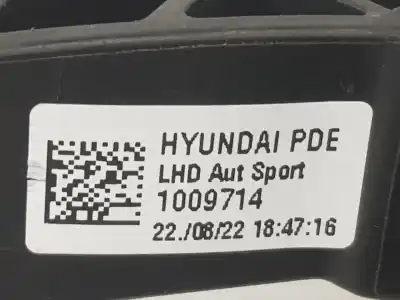 HYUNDAI PDE
LHD Aut Sport
1009714
22./08/22 18:47:16